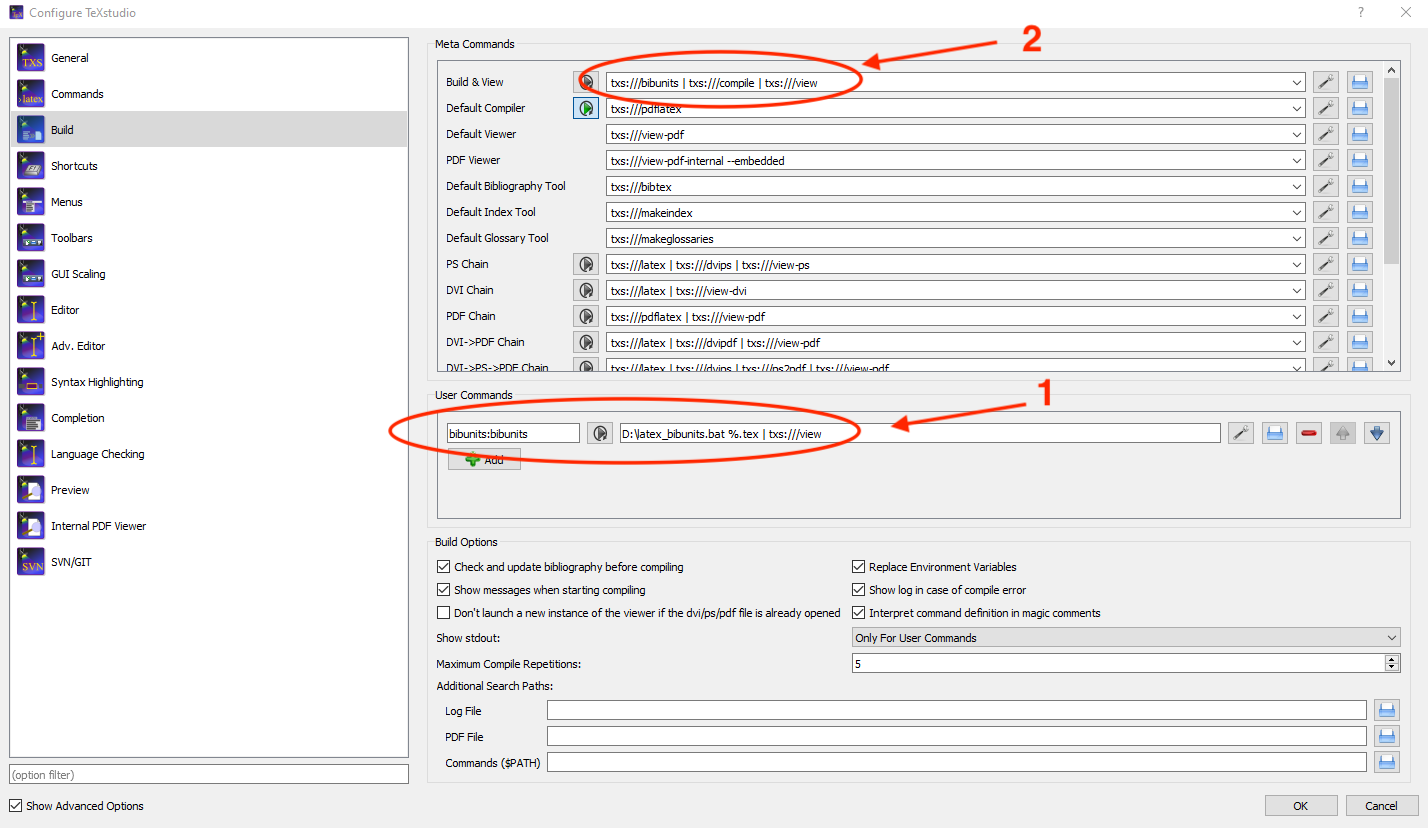 Configure TeXstudio
General
Commands
Build
Shortcuts
Menus
Toolbars
GUI Scaling
Editor
Adv. Editor
Syntax Highlighting
Completion
Language Checking
Preview
Internal PDF Viewer
SVN/GIT
(option filter)
Show Advanced Options
Meta Commands
2
Build & View txs:///bibunits | txs:///compile | txs:///view
Default Compiler txs:///pdflatex
Default Viewer txs:///view-pdf
PDF Viewer txs:///view-pdf-internal --embedded
Default Bibliography Tool txs:///bibtex
Default Index Tool txs:///makeindex
Default Glossary Tool txs:///makeglossaries
PS Chain txs:///latex | txs:///dvips | txs:///view-ps
DVI Chain txs:///latex | txs:///view-dvi
PDF Chain txs:///pdflatex | txs:///view-pdf
DVI->PDF Chain txs:///latex | txs:///dvipdf | txs:///view-pdf
DVI->PS->PDF Chain txs:///latex | txs:///dvips | txs:///ps2pdf | txs:///view-pdf
User Commands
1
bibunits:bibunits D:\latex_bibunits.bat %.tex | txs:///view
Add
Build Options
Check and update bibliography before compiling Replace Environment Variables
Show messages when starting compiling Show log in case of compile error
Don't launch a new instance of the viewer if the dvi/ps/pdf file is already opened Interpret command definition in magic comments
Show stdout: Only For User Commands
Maximum Compile Repetitions: 5
Additional Search Paths:
Log File
PDF File
Commands ($PATH)
OK Cancel